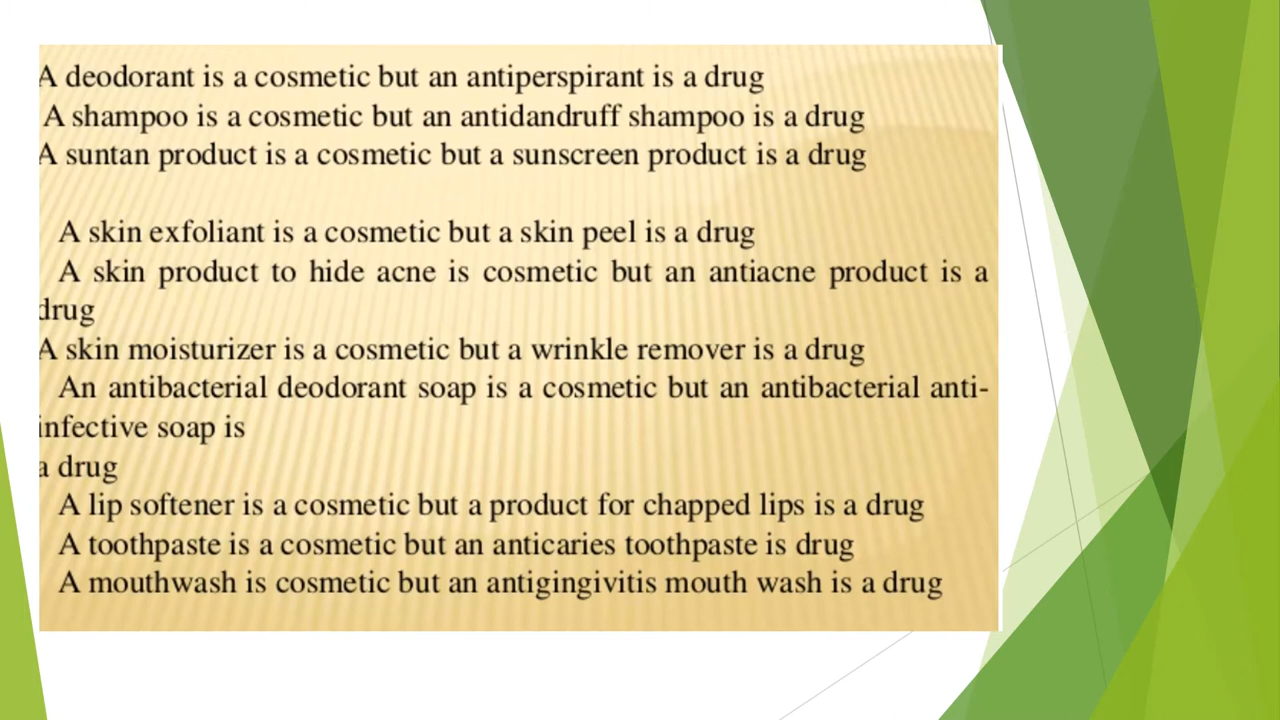 A deodorant is a cosmetic but an antiperspirant is a drug
A shampoo is a cosmetic but an antidandruff shampoo is a drug
A suntan product is a cosmetic but a sunscreen product is a drug
A skin exfoliant is a cosmetic but a skin peel is a drug
A skin product to hide acne is cosmetic but an antiacne product is a
drug
A skin moisturizer is a cosmetic but a wrinkle remover is a drug
An antibacterial deodorant soap is a cosmetic but an antibacterial anti-
infective soap is
a drug
A lip softener is a cosmetic but a product for chapped lips is a drug
A toothpaste is a cosmetic but an anticaries toothpaste is drug
A mouthwash is cosmetic but an antigingivitis mouth wash is a drug